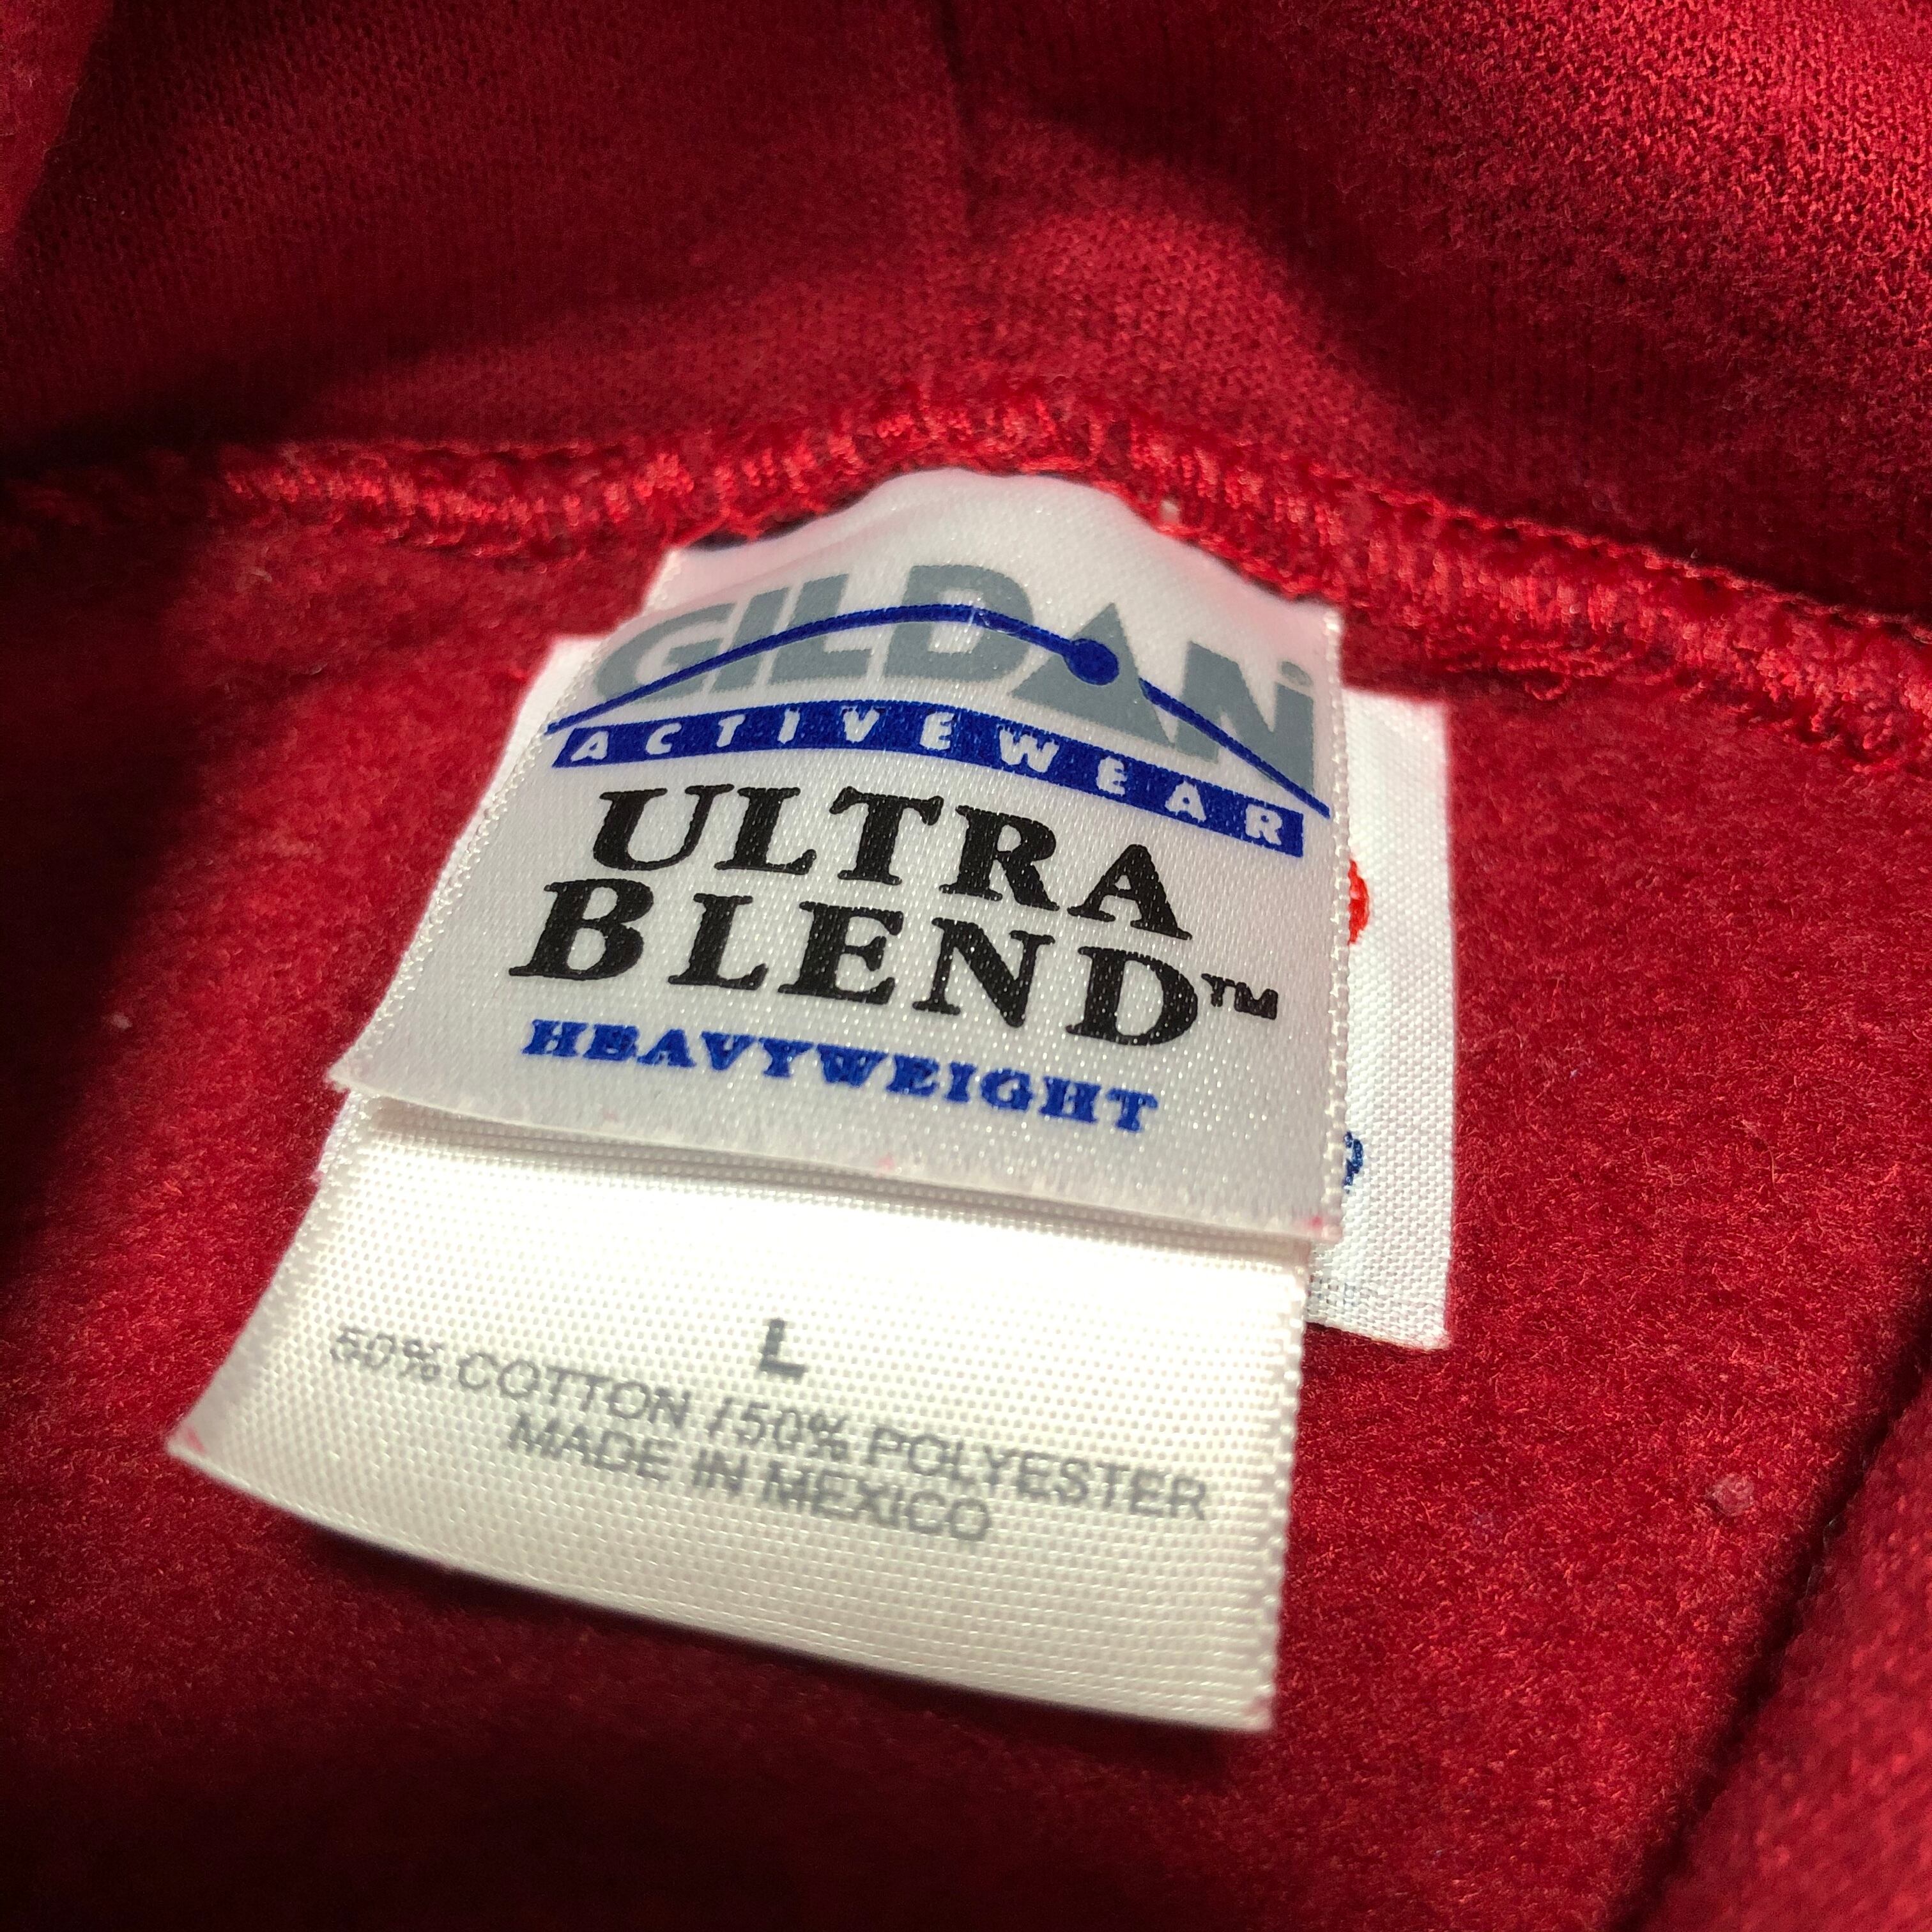 GILDAN®
ACTIVEWEAR
ULTRA
BLEND™
HEAVYWEIGHT
L
50% COTTON / 50% POLYESTER
MADE IN MEXICO